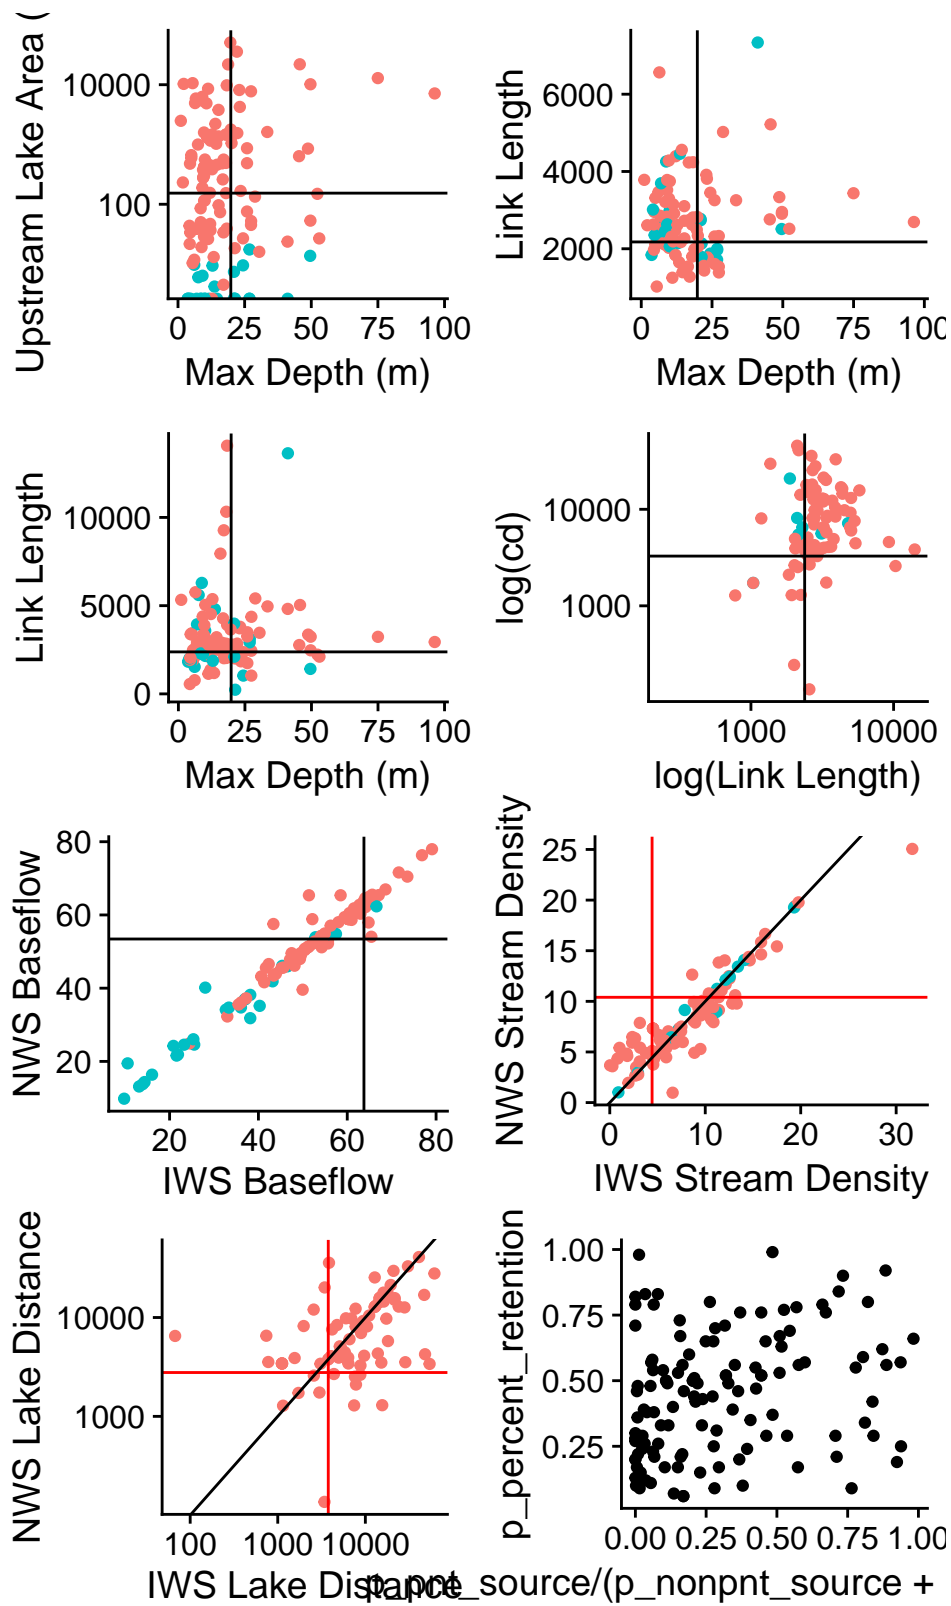 Upstream Lake Area (
10000
100
0 25 50 75 100
Max Depth (m)
Link Length
6000
4000
2000
0 25 50 75 100
Max Depth (m)
Link Length
10000
5000
0
0 25 50 75 100
Max Depth (m)
log(cd)
10000
1000
1000 10000
log(Link Length)
NWS Baseflow
80
60
40
20
20 40 60 80
IWS Baseflow
NWS Stream Density
25
20
15
10
5
0
0 10 20 30
IWS Stream Density
NWS Lake Distance
10000
1000
100 1000 10000
IWS Lake Distance
p_percent_retention
1.00
0.75
0.50
0.25
0.00 0.25 0.50 0.75 1.00
p_pnt_source/(p_nonpnt_source +